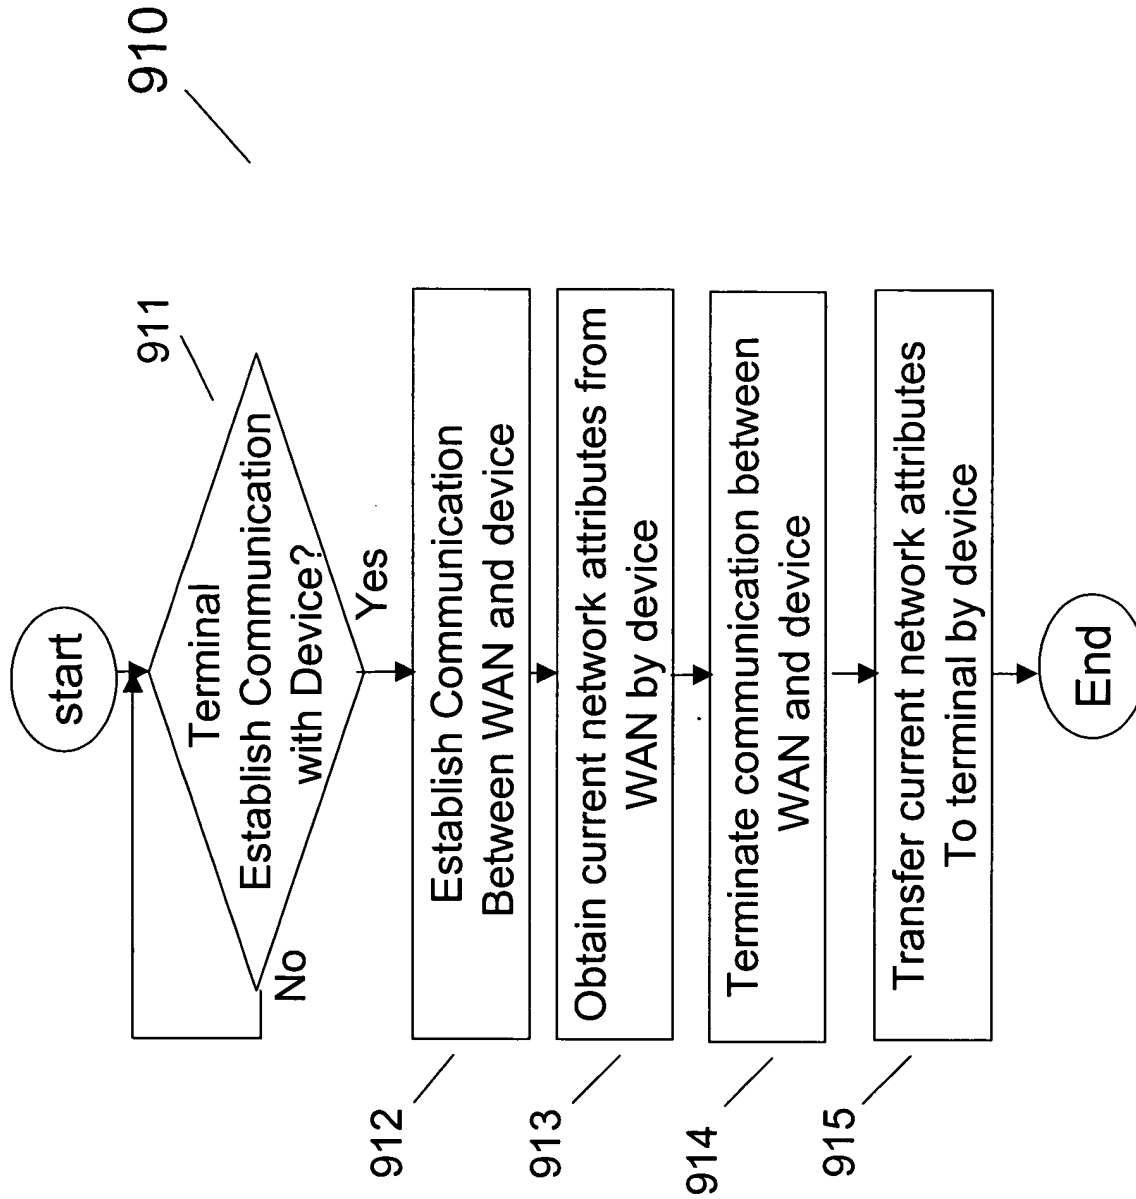 910
start
911
Terminal
Establish Communication
with Device?
Yes
No
912
Establish Communication
Between WAN and device
913
Obtain current network attributes from
WAN by device
914
Terminate communication between
WAN and device
915
Transfer current network attributes
To terminal by device
End